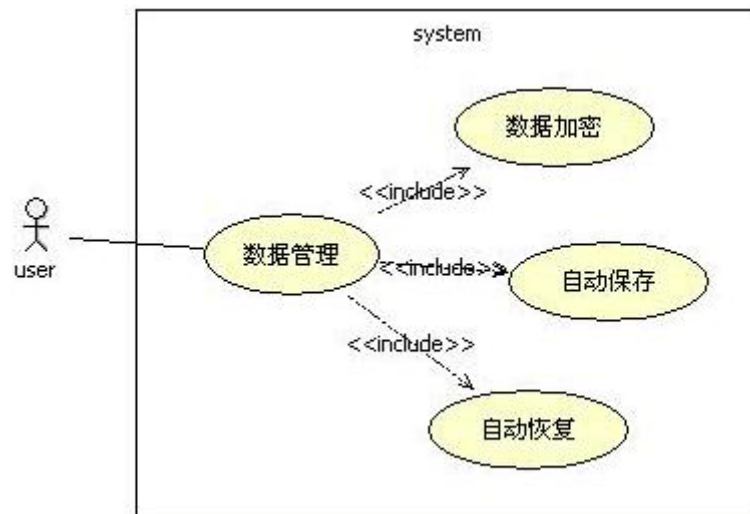 system
数据加密
<<include>>
user
数据管理
<<include>>
自动保存
<<include>>
自动恢复